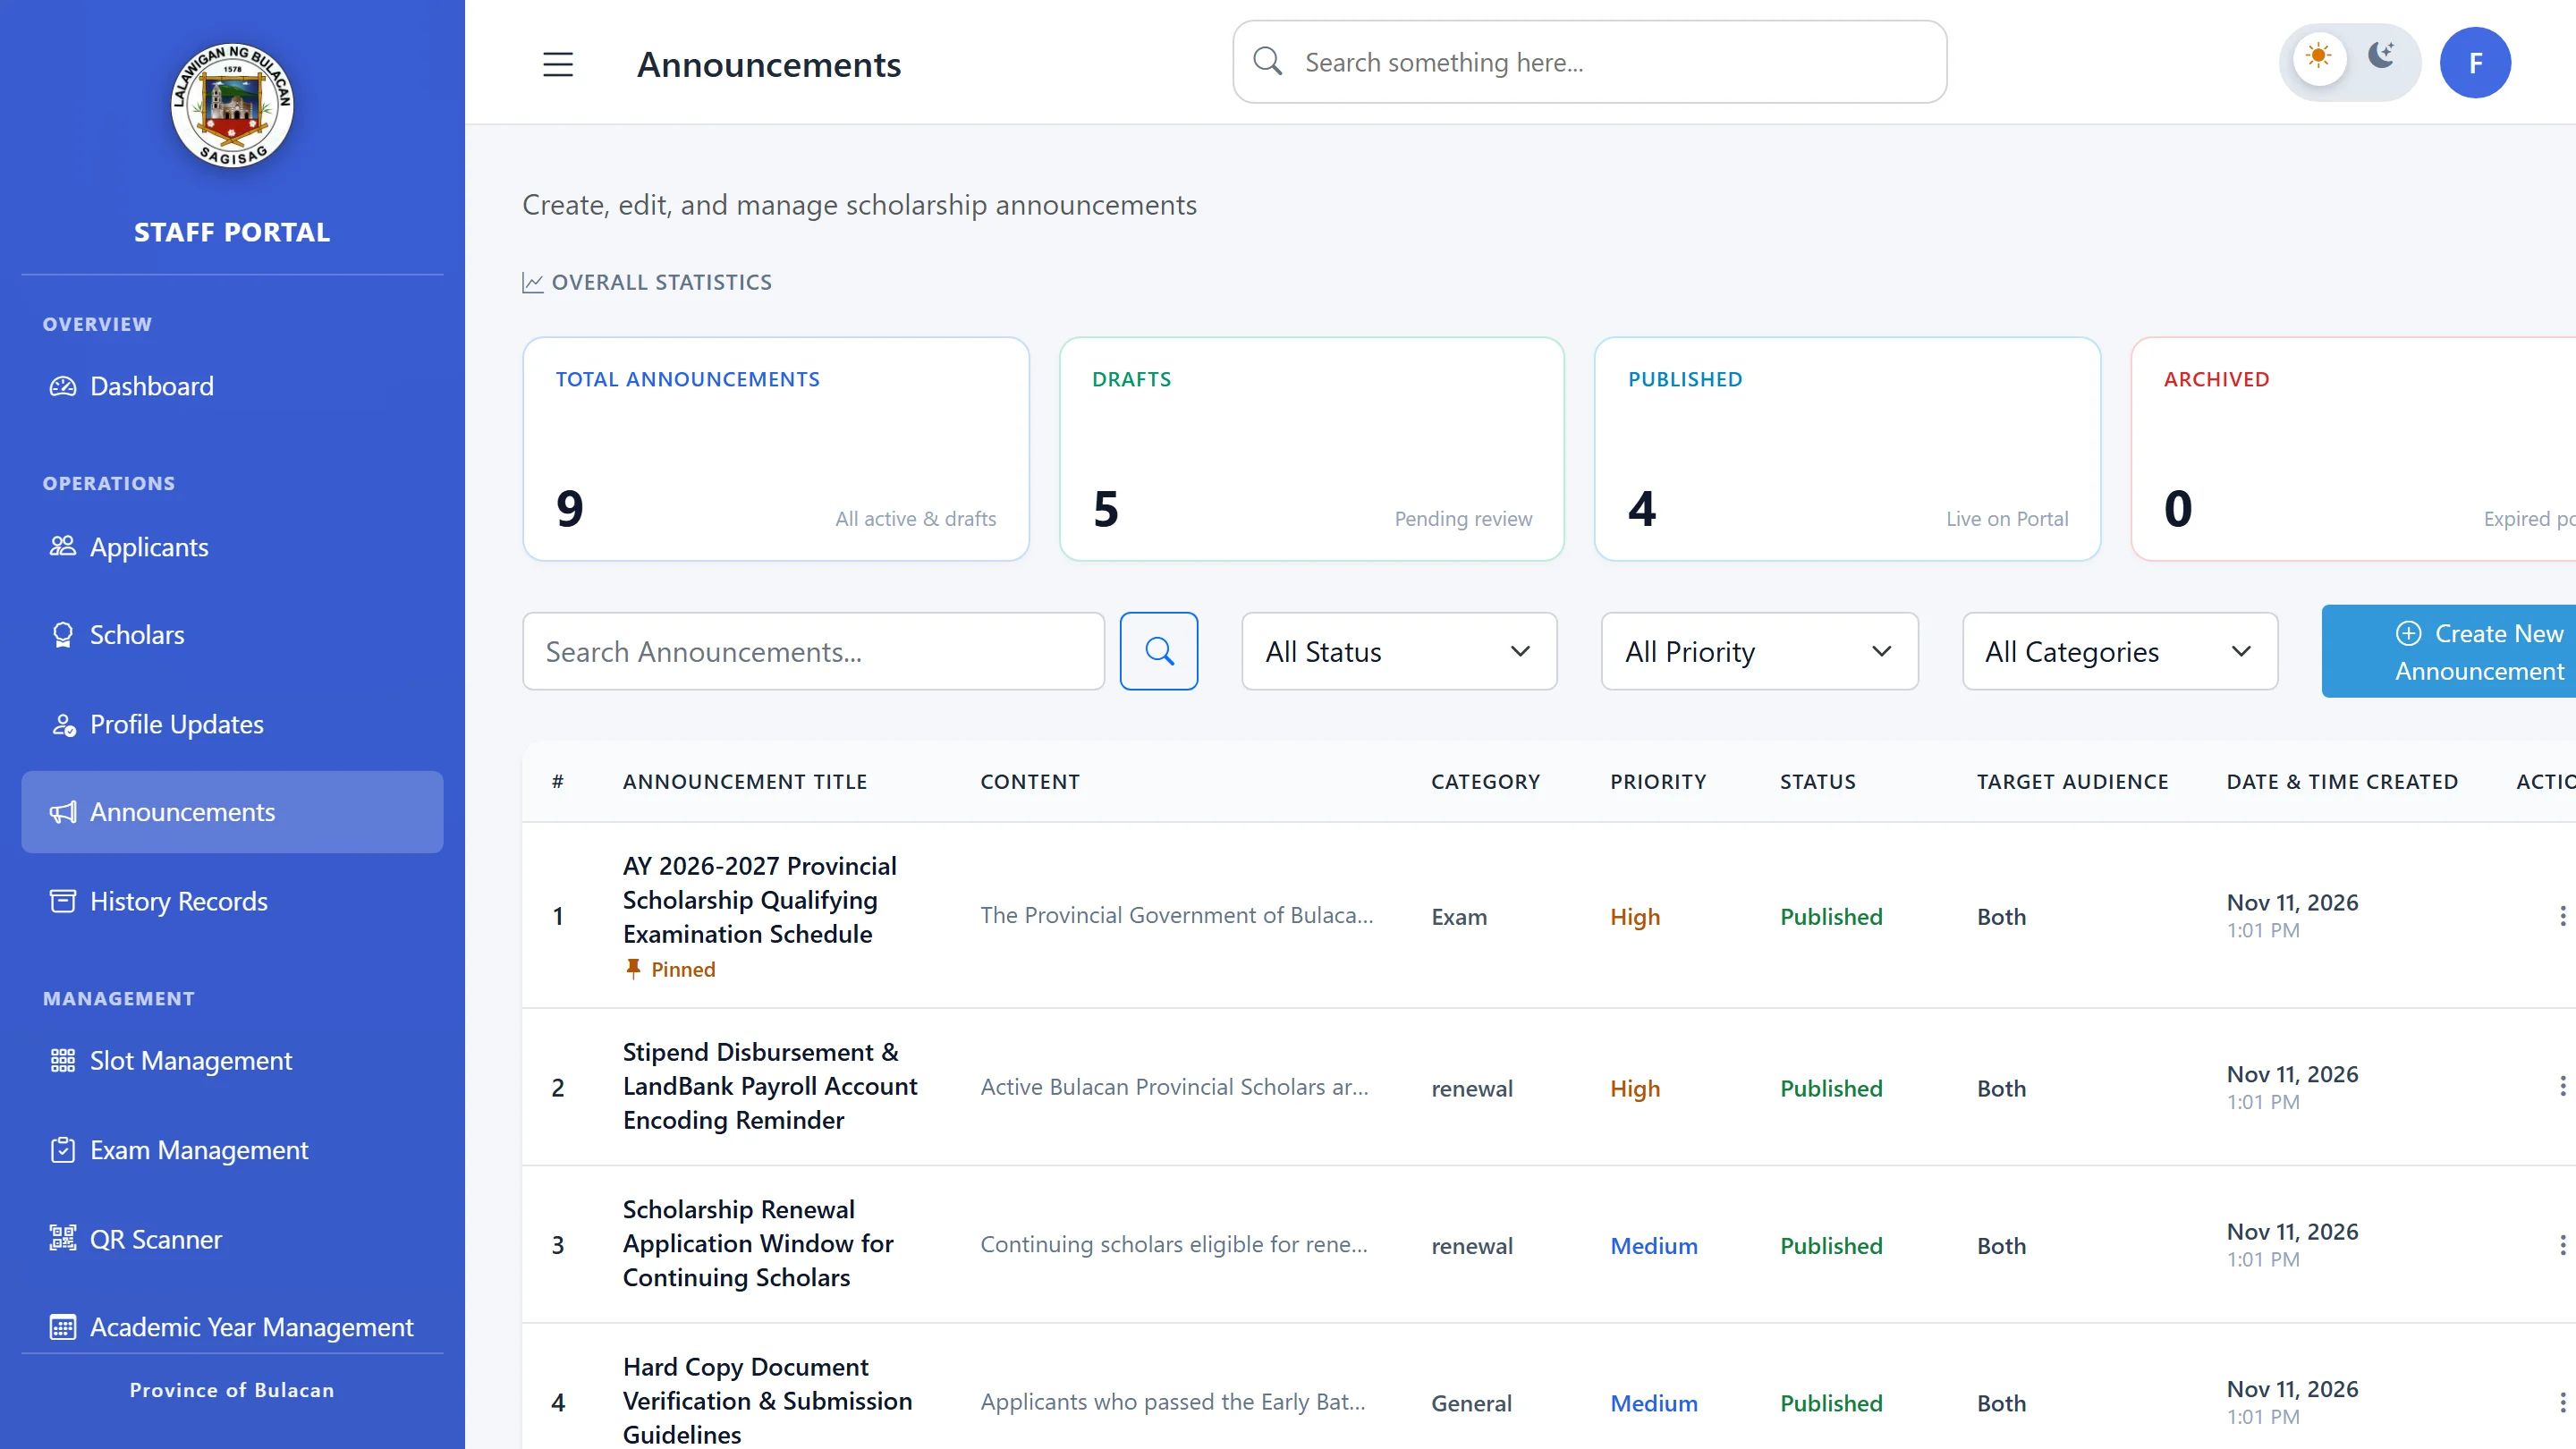 LALAWIGAN NG BULACAN
1578
SAGISAG
STAFF PORTAL
OVERVIEW
Dashboard
OPERATIONS
Applicants
Scholars
Profile Updates
Announcements
History Records
MANAGEMENT
Slot Management
Exam Management
QR Scanner
Academic Year Management
Province of Bulacan
Announcements
Search something here...
F
Create, edit, and manage scholarship announcements
OVERALL STATISTICS
TOTAL ANNOUNCEMENTS
9
All active & drafts
DRAFTS
5
Pending review
PUBLISHED
4
Live on Portal
ARCHIVED
0
Expired po
Search Announcements...
All Status
All Priority
All Categories
Create New
Announcement
# ANNOUNCEMENT TITLE CONTENT CATEGORY PRIORITY STATUS TARGET AUDIENCE DATE & TIME CREATED ACTIO
1
AY 2026-2027 Provincial
Scholarship Qualifying
Examination Schedule
Pinned
The Provincial Government of Bulaca...
Exam
High
Published
Both
Nov 11, 2026
1:01 PM
2
Stipend Disbursement &
LandBank Payroll Account
Encoding Reminder
Active Bulacan Provincial Scholars ar...
renewal
High
Published
Both
Nov 11, 2026
1:01 PM
3
Scholarship Renewal
Application Window for
Continuing Scholars
Continuing scholars eligible for rene...
renewal
Medium
Published
Both
Nov 11, 2026
1:01 PM
4
Hard Copy Document
Verification & Submission
Guidelines
Applicants who passed the Early Bat...
General
Medium
Published
Both
Nov 11, 2026
1:01 PM